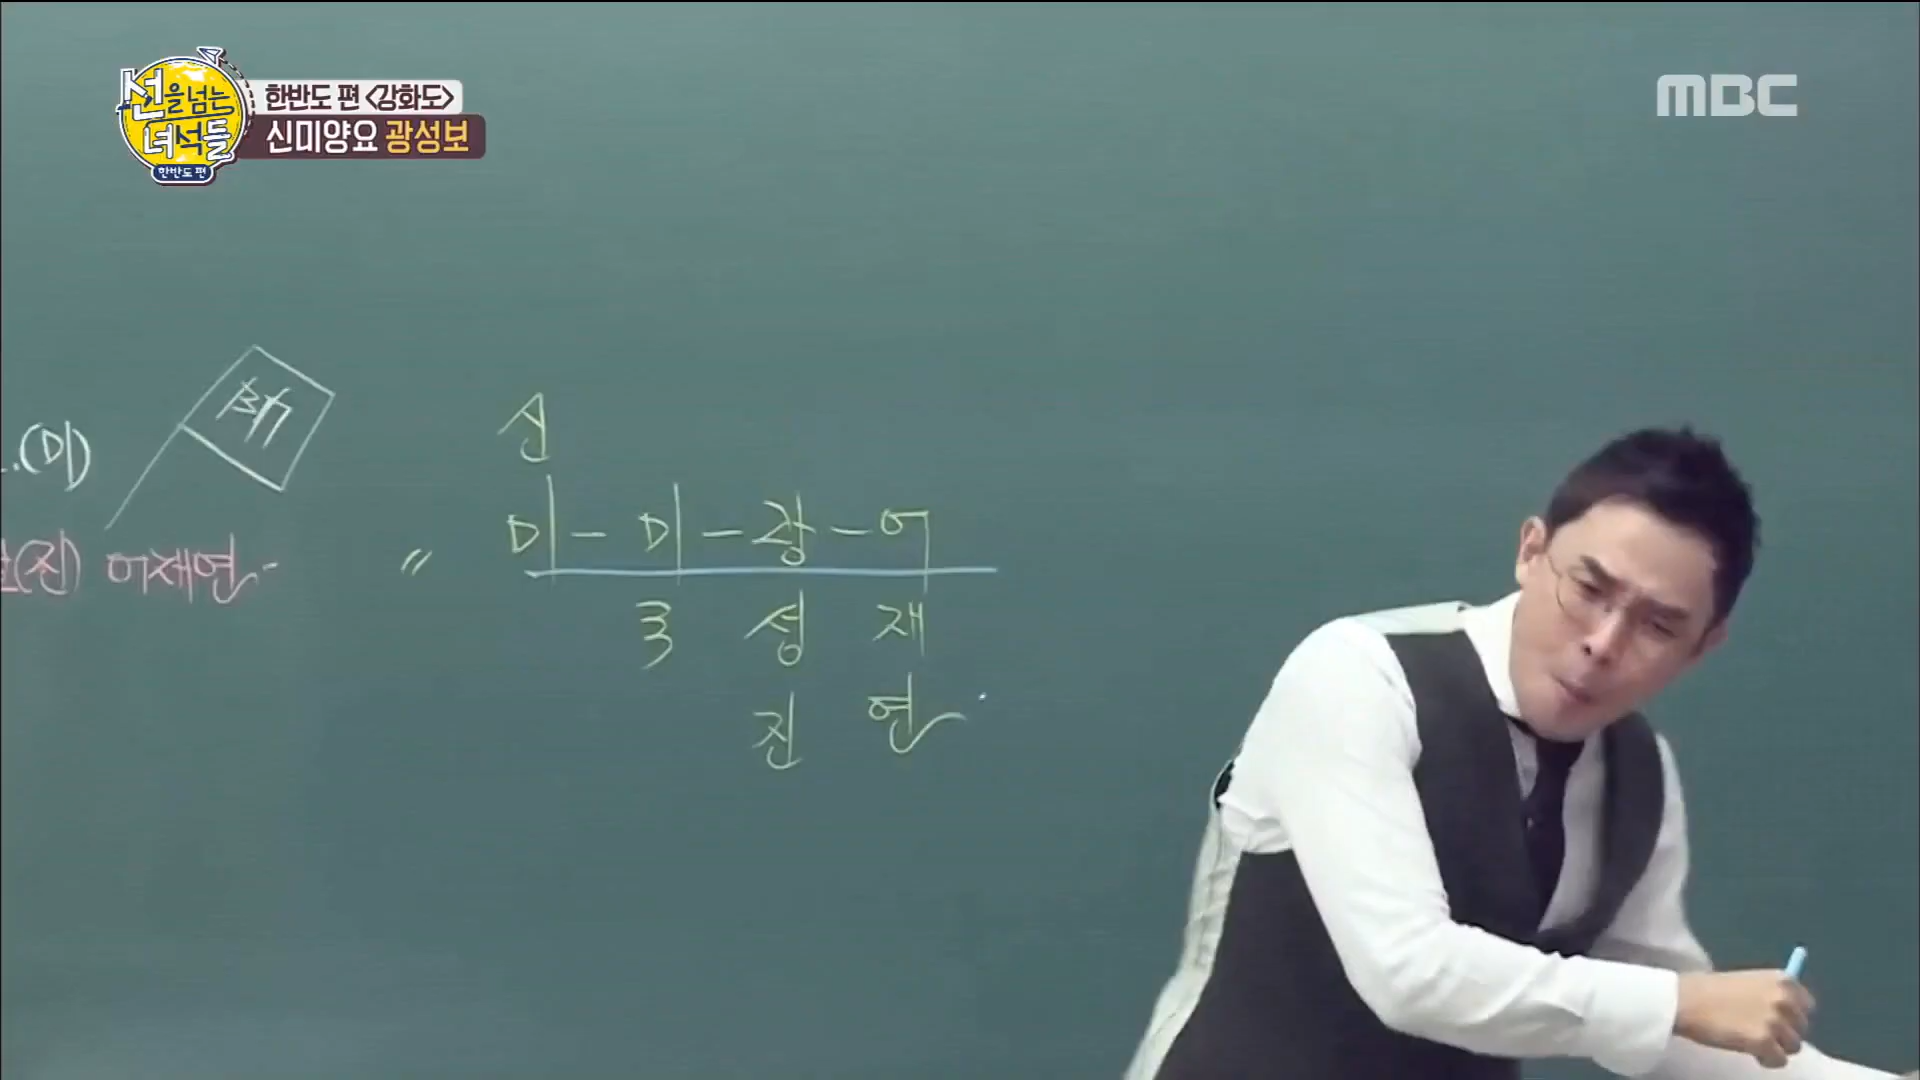 선을 넘는 녀석들
한반도 편
한반도 편 <강화도>
신미양요 광성보
MBC
(미)
(진) 어재연
帥
〃
신
미 - 미 - 광 - 어
3 성 재
진 연